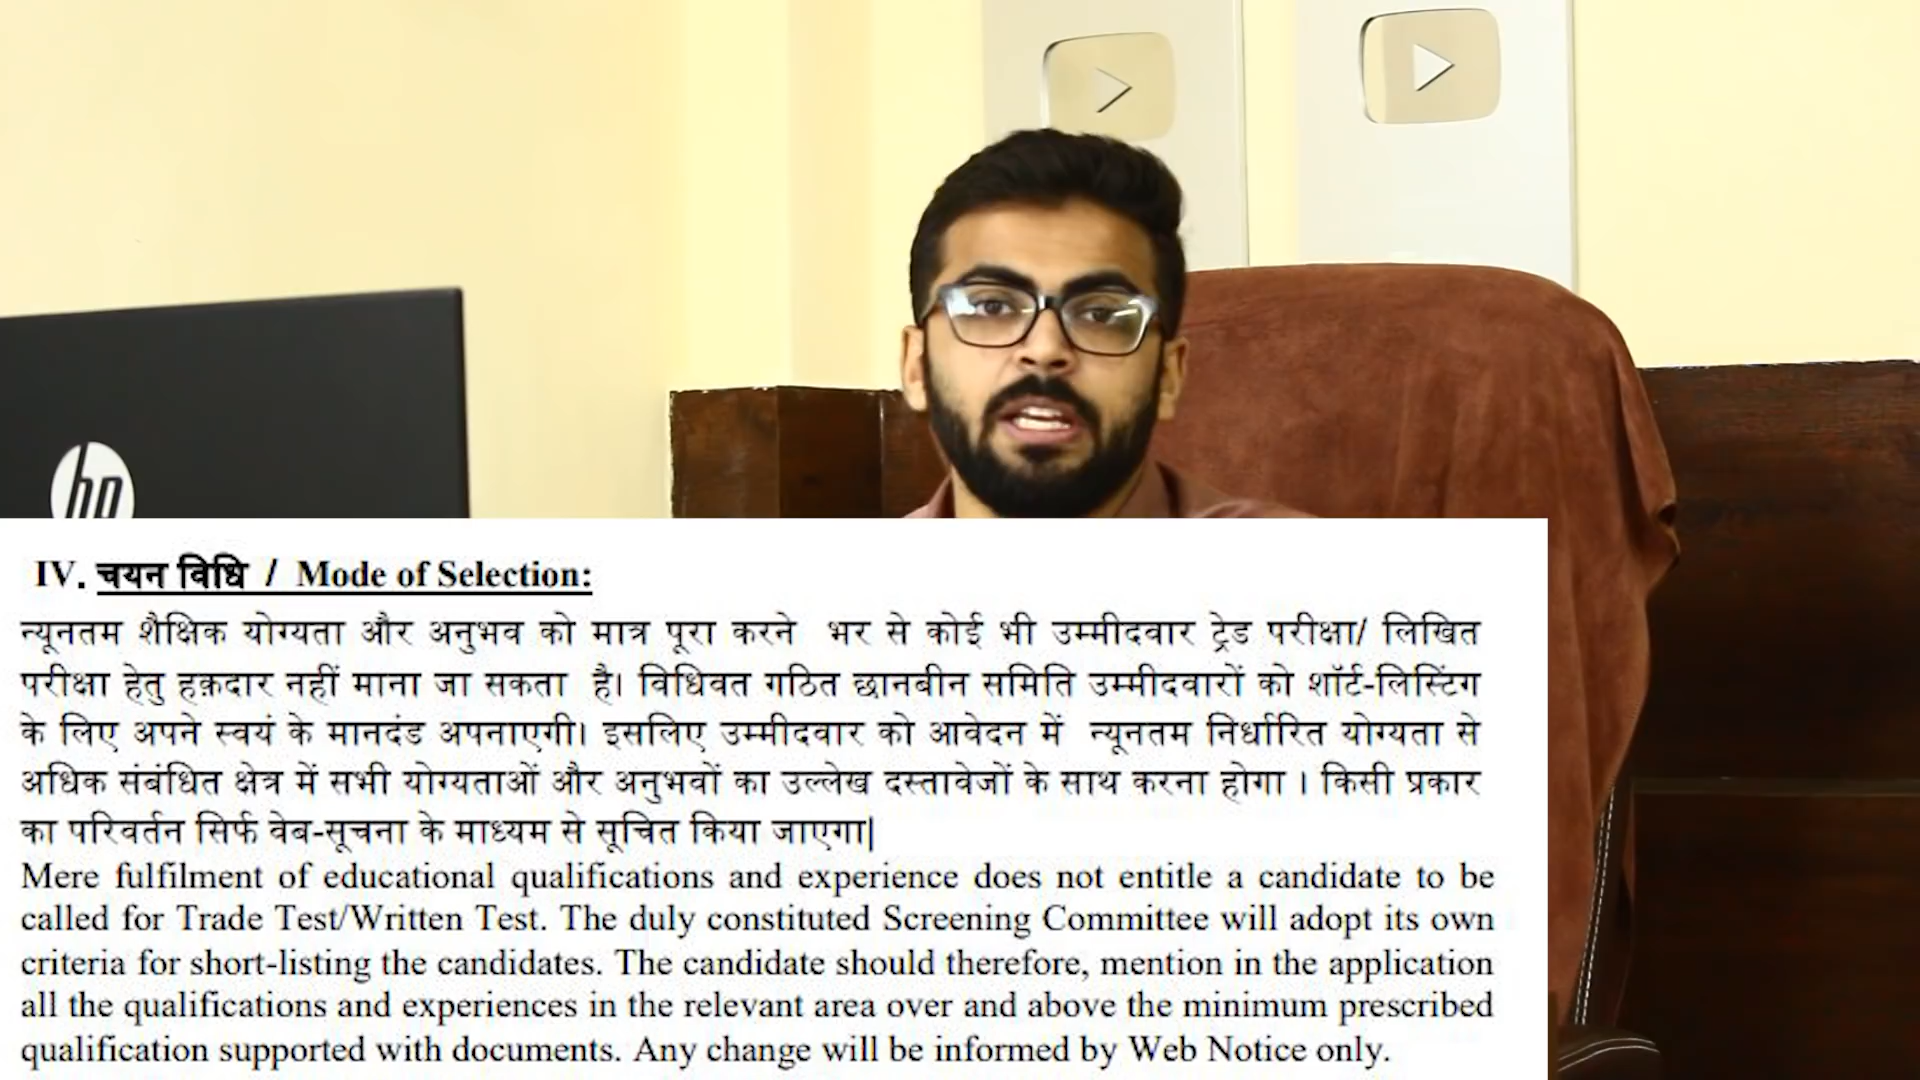 hp
IV. चयन विधि / Mode of Selection:
न्यूनतम शैक्षिक योग्यता और अनुभव को मात्र पूरा करने भर से कोई भी उम्मीदवार ट्रेड परीक्षा/ लिखित
परीक्षा हेतु हक़दार नहीं माना जा सकता है। विधिवत गठित छानबीन समिति उम्मीदवारों को शॉर्ट-लिस्टिंग
के लिए अपने स्वयं के मानदंड अपनाएगी। इसलिए उम्मीदवार को आवेदन में न्यूनतम निर्धारित योग्यता से
अधिक संबंधित क्षेत्र में सभी योग्यताओं और अनुभवों का उल्लेख दस्तावेजों के साथ करना होगा । किसी प्रकार
का परिवर्तन सिर्फ वेब-सूचना के माध्यम से सूचित किया जाएगा|
Mere fulfilment of educational qualifications and experience does not entitle a candidate to be
called for Trade Test/Written Test. The duly constituted Screening Committee will adopt its own
criteria for short-listing the candidates. The candidate should therefore, mention in the application
all the qualifications and experiences in the relevant area over and above the minimum prescribed
qualification supported with documents. Any change will be informed by Web Notice only.